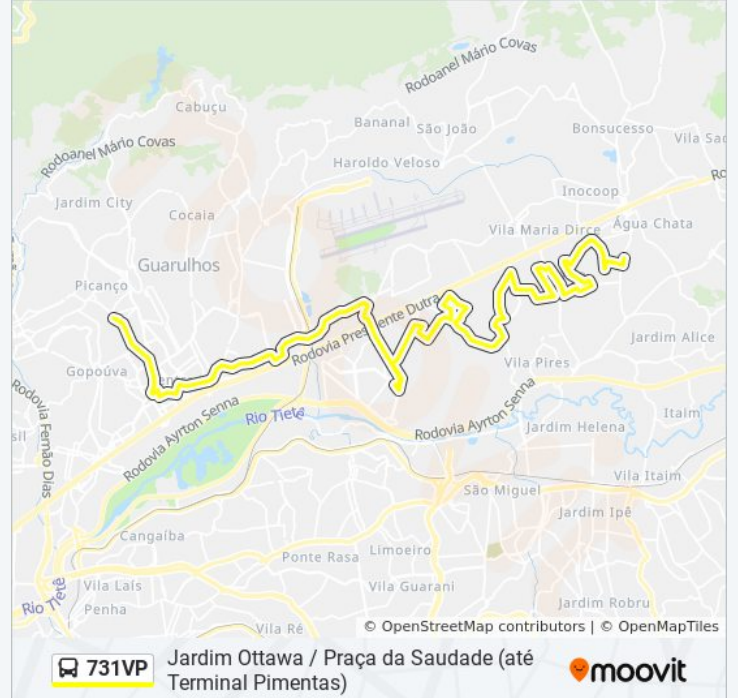 Rodoanel Mário Covas
Cabuçu
Bananal
São João
Bonsucesso
Vila Sac
Rodoanel Mário Covas
Haroldo Veloso
Ro
Jardim City
Inocoop
Cocaia
Vila Maria Dirce
Água Chata
Guarulhos
Picanço
Rodovia Presidente Dutra
Jardim Alice
Gopoúva
Vila Pires
Rodovia Ayrton Senna
Rio Tietê
Rodovia Ayrton Senna
Itaim
Jardim Helena
Rodovia Fernão Dias
sil
Vila Itaim
São Miguel
Jardim Ipê
Cangaíba
Ponte Rasa
Limoeiro
Vila Laís
Vila Guarani
Rio Tietê
Penha
Jardim Robru
Vila Ré
© OpenStreetMap contributors | © OpenMapTiles
731VP
Jardim Ottawa / Praça da Saudade (até
Terminal Pimentas)
moovit